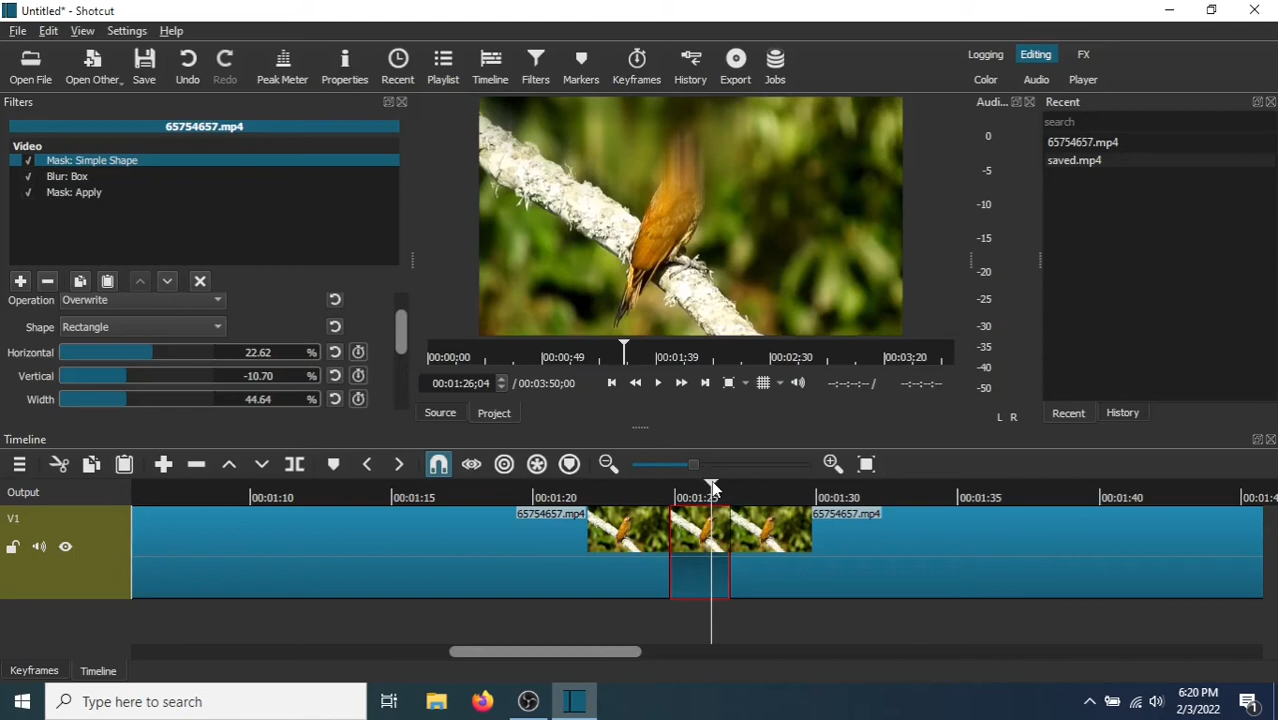 Untitled* - Shotcut
File Edit View Settings Help
Open File Open Other.. Save Undo Redo Peak Meter Properties Recent Playlist Timeline Filters Markers Keyframes History Export Jobs
Logging Editing FX
Color Audio Player
Filters
65754657.mp4
Video
Mask: Simple Shape
Blur: Box
Mask: Apply
Operation Overwrite
Shape Rectangle
Horizontal 22.62 %
Vertical -10.70 %
Width 44.64 %
00:00:00 00:00:49 00:01:39 00:02:30 00:03:20
00:01:26;04 / 00:03:50;00 --:--:--:-- / --:--:--:--
Source Project
Audi...
0
-5
-10
-15
-20
-25
-30
-35
-40
-50
L R
Recent
search
65754657.mp4
saved.mp4
Recent History
Timeline
Output
00:01:10 00:01:15 00:01:20 00:01:25 00:01:30 00:01:35 00:01:40 00:01:4
V1
65754657.mp4 65754657.mp4
Keyframes Timeline
Type here to search
6:20 PM
2/3/2022
1